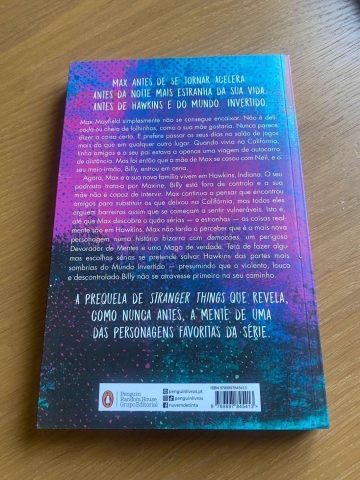 MAX ANTES DE SE TORNAR ACELERA.
ANTES DA NOITE MAIS ESTRANHA DA SUA VIDA.
ANTES DE HAWKINS E DO MUNDO INVERTIDO.
Max Mayfield simplesmente não se consegue encaixar. Não é deli-
cada ou cheia de folhinhos, como a sua mãe gostaria. Nunca parece
dizer a coisa certa. E prefere passar os seus dias na salão de jogos
mais do que em qualquer outro lugar. Quando vivia na Califórnia,
tinha amigos e o seu pai estava a apenas uma viagem de autocarro
de distância. Mas foi então que a mãe de Max se casou com Neil, e o
seu meio-irmão, Billy, entrou em cena.
Agora, Max e a sua nova família vivem em Hawkins, Indiana. O seu
padrasto trata-a por Maxine, Billy está fora de controlo e a sua
mãe não é capaz de intervir. Max continua a pensar que encontrou
amigos para substituir os que deixou na Califórnia, mas todos eles
erguem barreiras assim que se começam a sentir vulneráveis. Isto é,
até que Max descobre o quão sérias — e estranhas — as coisas real-
mente são em Hawkins. Max não tarda a perceber que é a mais nova
personagem numa história bizarra com democães, um perigoso
Devorador de Mentes e uma Maga de verdade. Terá de fazer al-
gumas escolhas sérias se pretende salvar Hawkins das partes mais
sombrias do Mundo Invertido — presumindo que o violento, louco
e descontrolado Billy não se atravesse primeiro no seu caminho.
A PREQUELA DE STRANGER THINGS QUE REVELA,
COMO NUNCA ANTES, A MENTE DE UMA
DAS PERSONAGENS FAVORITAS DA SÉRIE.
Penguin
Random House
Grupo Editorial
penguinlivros.pt
penguinlivros
nuvemdetinta